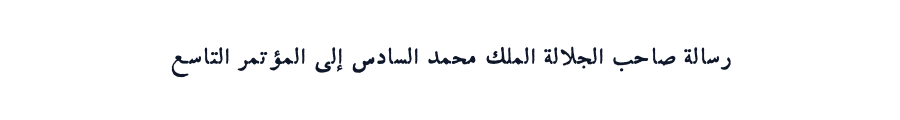 رسالة صاحب الجلالة الملك محمد السادس إلى المؤتمر التاسع